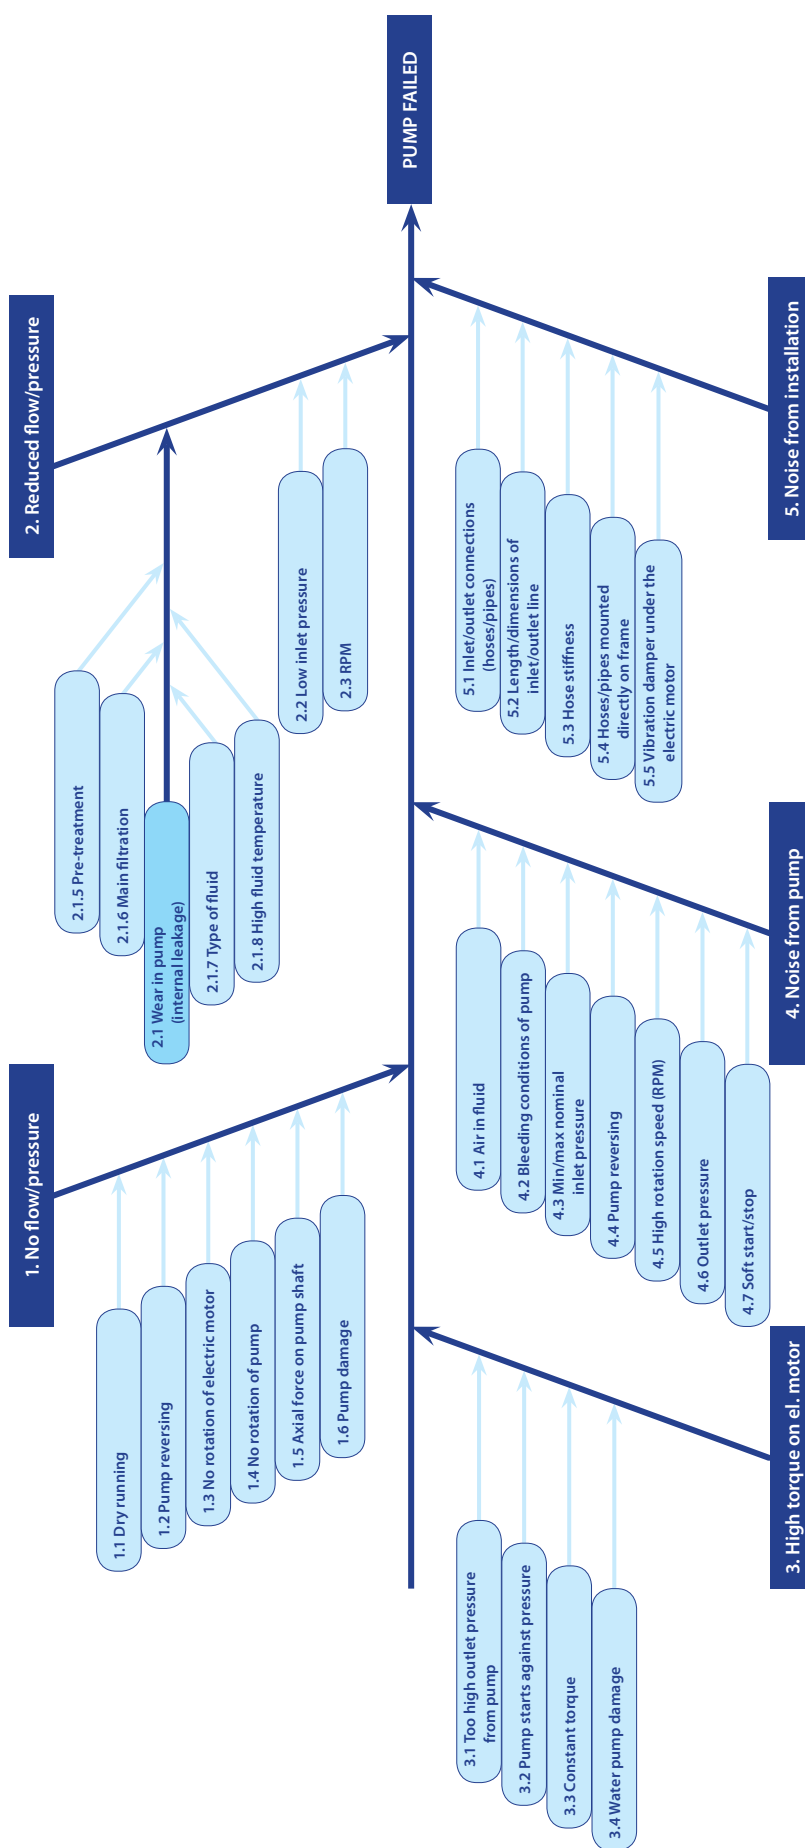 PUMP FAILED
1. No flow/pressure
1.1 Dry running
1.2 Pump reversing
1.3 No rotation of electric motor
1.4 No rotation of pump
1.5 Axial force on pump shaft
1.6 Pump damage
2. Reduced flow/pressure
2.1.5 Pre-treatment
2.1.6 Main filtration
2.1 Wear in pump
(internal leakage)
2.1.7 Type of fluid
2.1.8 High fluid temperature
2.2 Low inlet pressure
2.3 RPM
3.1 Too high outlet pressure
from pump
3.2 Pump starts against pressure
3.3 Constant torque
3.4 Water pump damage
3. High torque on el. motor
4.1 Air in fluid
4.2 Bleeding conditions of pump
4.3 Min/max nominal
inlet pressure
4.4 Pump reversing
4.5 High rotation speed (RPM)
4.6 Outlet pressure
4.7 Soft start/stop
4. Noise from pump
5.1 Inlet/outlet connections
(hoses/pipes)
5.2 Length/dimensions of
inlet/outlet line
5.3 Hose stiffness
5.4 Hoses/pipes mounted
directly on frame
5.5 Vibration damper under the
electric motor
5. Noise from installation